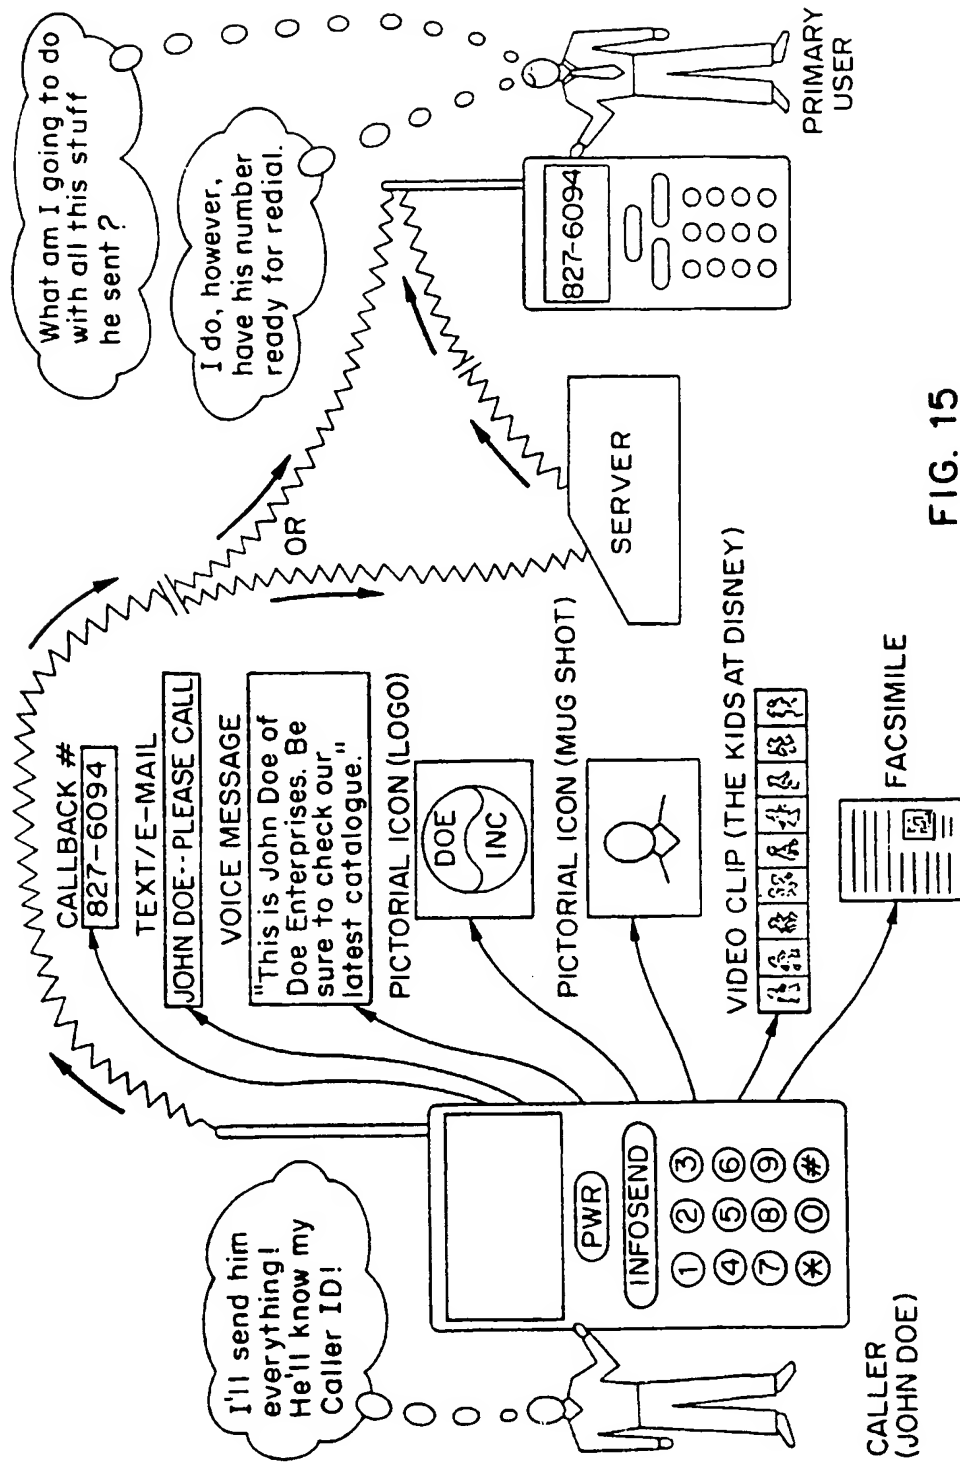 I'll send him
everything!
He'll know my
Caller ID!
CALLER
(JOHN DOE)
PWR
INFOSEND
1 2 3
4 5 6
7 8 9
* 0 #
CALLBACK #
827-6094
TEXT/E-MAIL
JOHN DOE--PLEASE CALL
VOICE MESSAGE
"This is John Doe of
Doe Enterprises. Be
sure to check our
latest catalogue."
PICTORIAL ICON (LOGO)
DOE
INC
PICTORIAL ICON (MUG SHOT)
VIDEO CLIP (THE KIDS AT DISNEY)
FACSIMILE
OR
SERVER
What am I going to do
with all this stuff
he sent?
I do, however,
have his number
ready for redial.
827-6094
PRIMARY
USER
FIG. 15